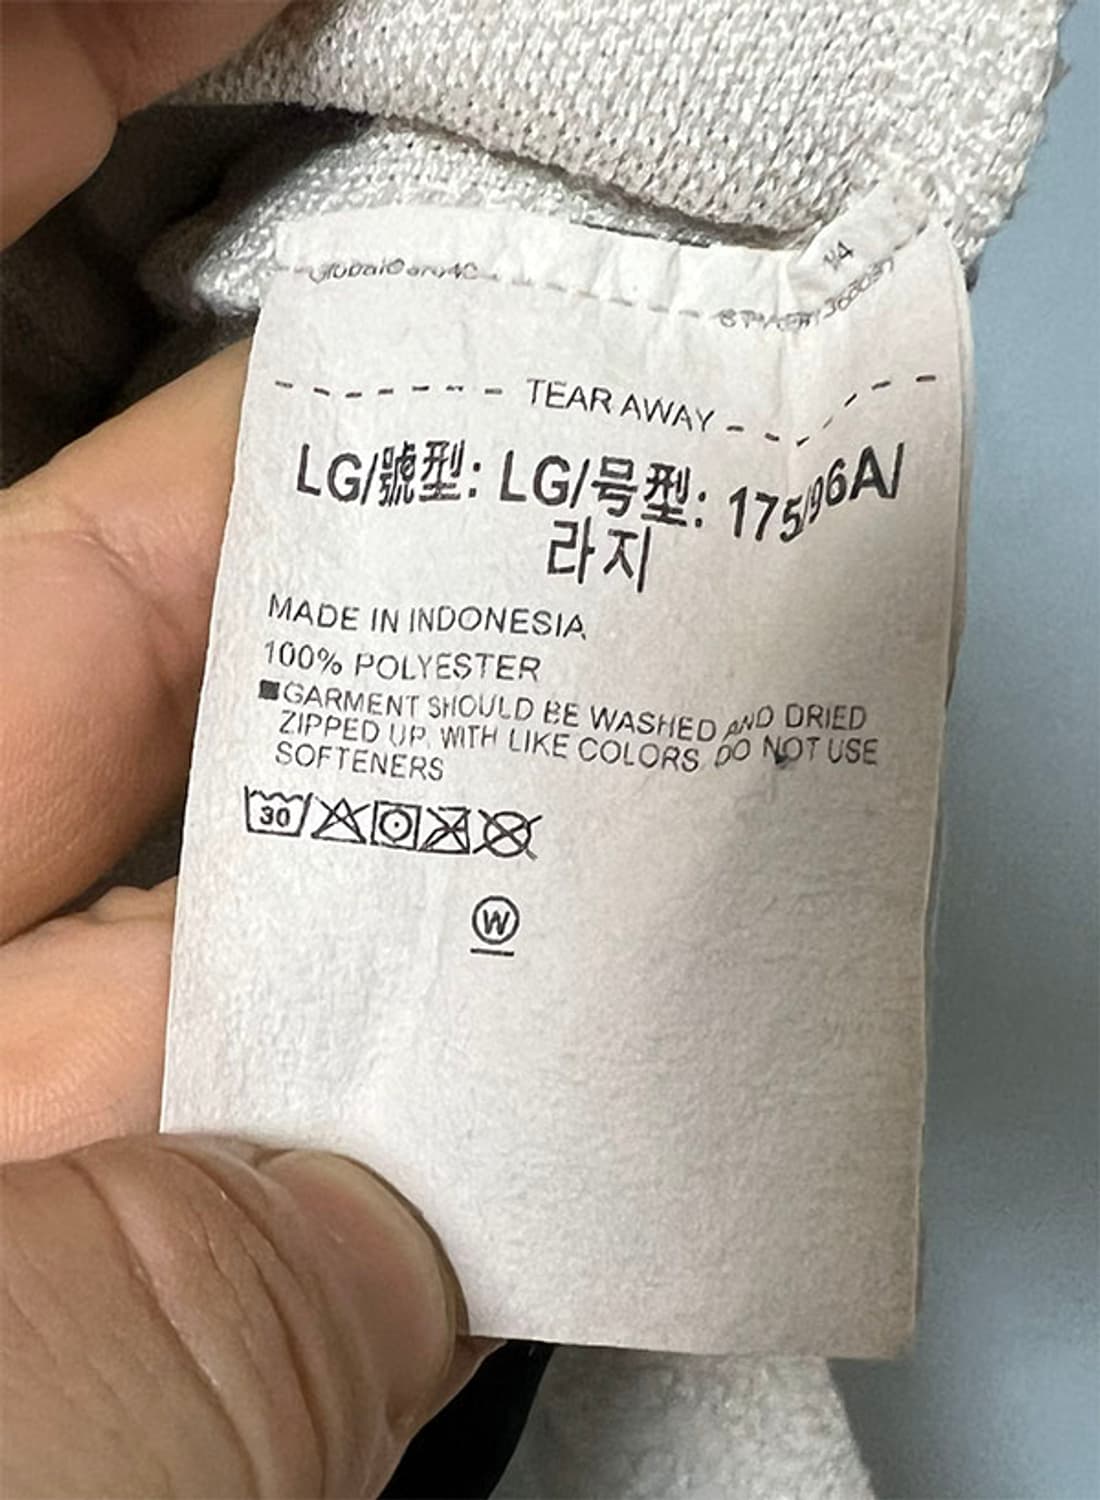 TEAR AWAY
LG/號型: LG/号型: 175/96A/
라지
MADE IN INDONESIA
100% POLYESTER
■GARMENT SHOULD BE WASHED AND DRIED
ZIPPED UP, WITH LIKE COLORS. DO NOT USE
SOFTENERS
30
W